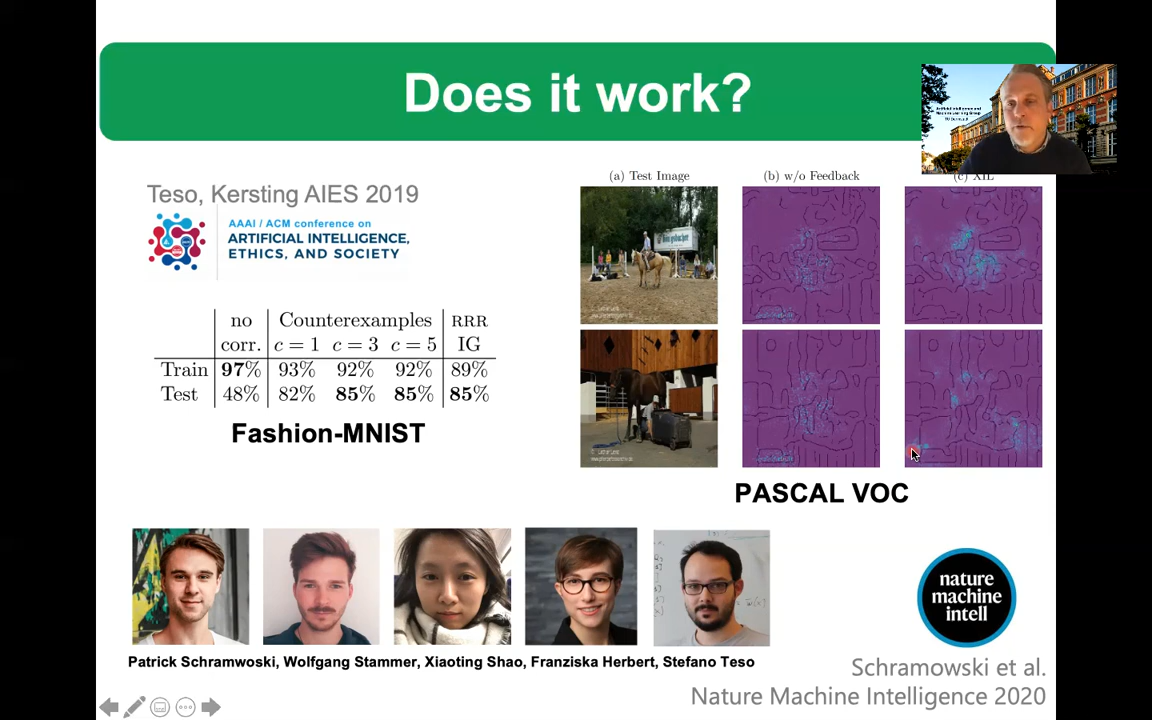 Does it work?
Teso, Kersting AIES 2019
AAAI / ACM conference on
ARTIFICIAL INTELLIGENCE,
ETHICS, AND SOCIETY
no Counterexamples RRR
corr. c = 1 c = 3 c = 5 IG
Train 97% 93% 92% 92% 89%
Test 48% 82% 85% 85% 85%
Fashion-MNIST
(a) Test Image (b) w/o Feedback (c) XIL
PASCAL VOC
Patrick Schramwoski, Wolfgang Stammer, Xiaoting Shao, Franziska Herbert, Stefano Teso
nature
machine
intell
Schramowski et al.
Nature Machine Intelligence 2020